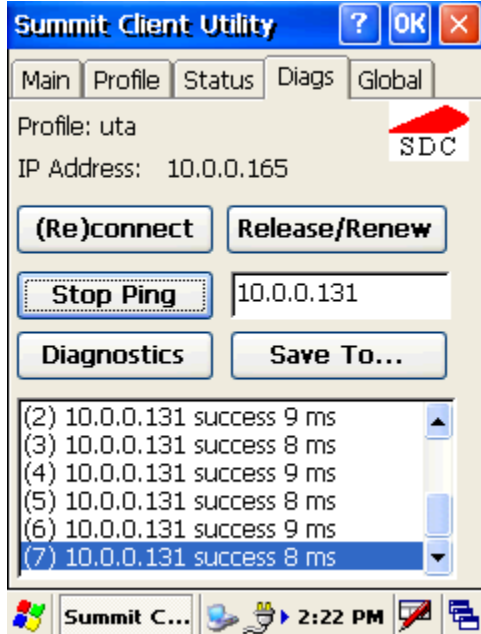 Summit Client Utility ? OK ×
Main Profile Status Diags Global
Profile: uta
SDC
IP Address: 10.0.0.165
(Re)connect Release/Renew
Stop Ping 10.0.0.131
Diagnostics Save To...
(2) 10.0.0.131 success 9 ms
(3) 10.0.0.131 success 8 ms
(4) 10.0.0.131 success 9 ms
(5) 10.0.0.131 success 8 ms
(6) 10.0.0.131 success 9 ms
(7) 10.0.0.131 success 8 ms
Summit C... 2:22 PM